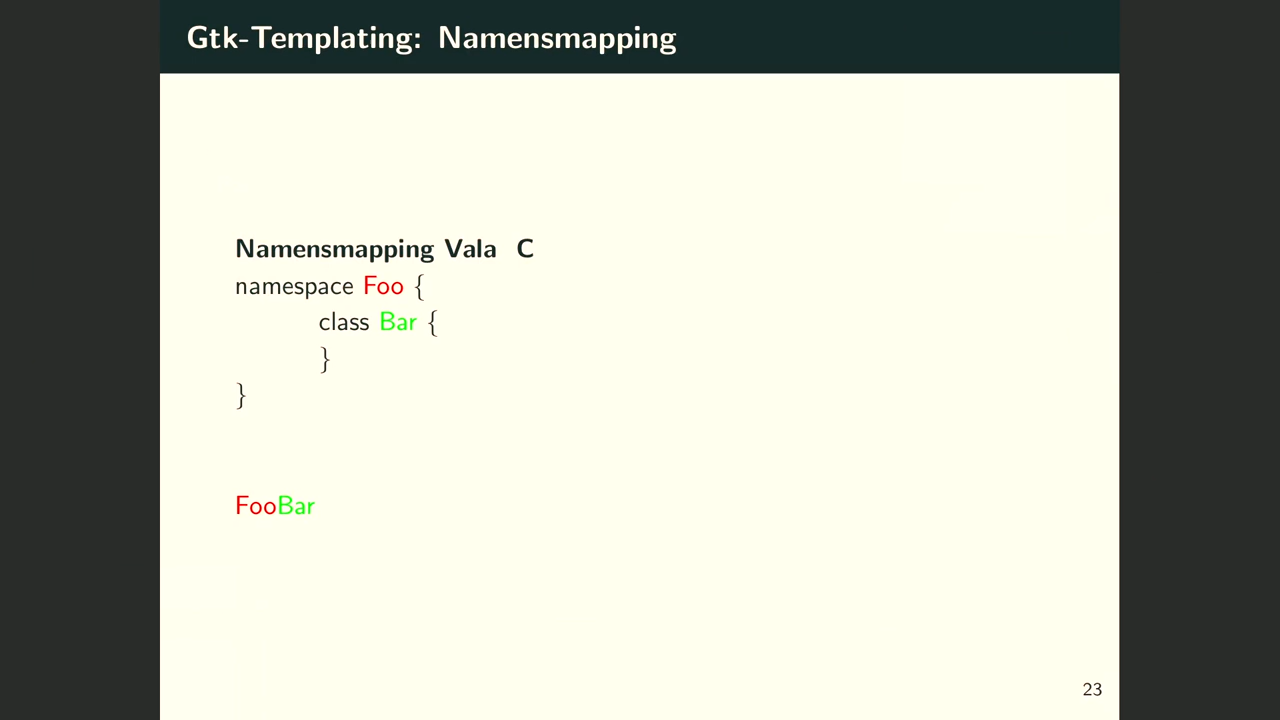 Gtk-Templating: Namensmapping
Namensmapping Vala C
namespace Foo {
class Bar {
}
}
FooBar
23